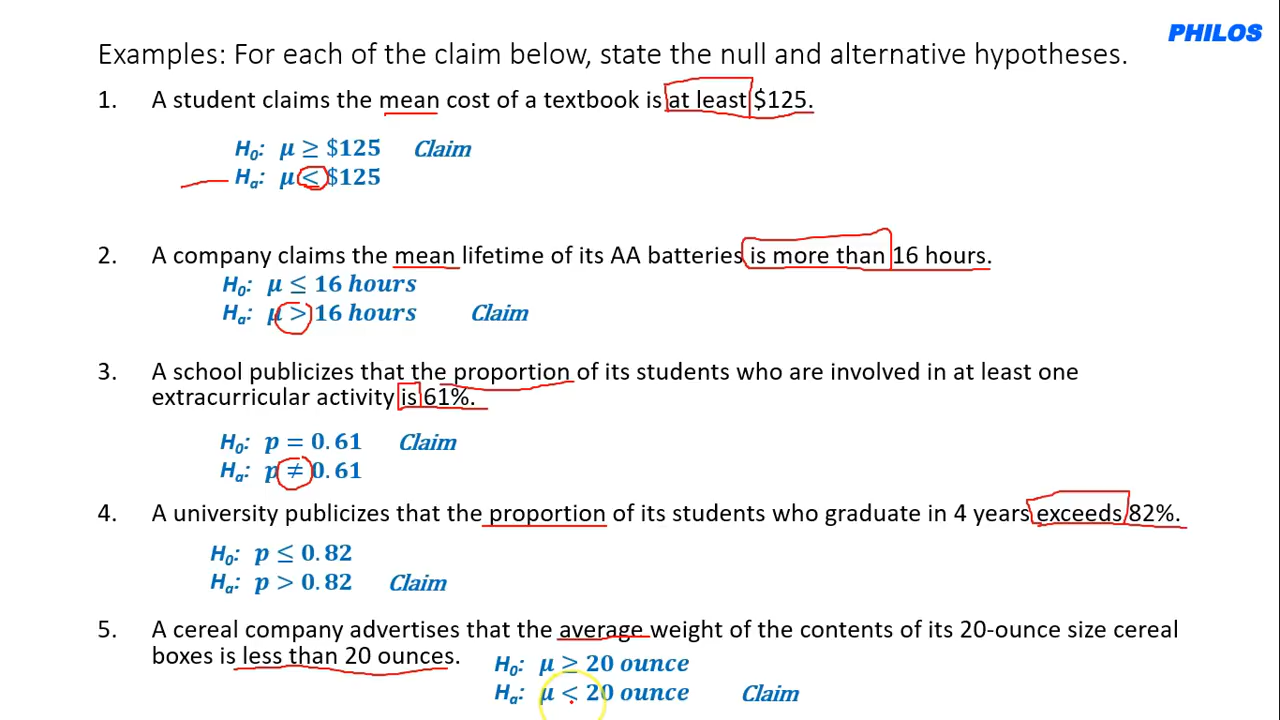 PHILOS
Examples: For each of the claim below, state the null and alternative hypotheses.
1. A student claims the mean cost of a textbook is at least $125.
H₀: μ ≥ $125 Claim
Hₐ: μ < $125
2. A company claims the mean lifetime of its AA batteries is more than 16 hours.
H₀: μ ≤ 16 hours
Hₐ: μ > 16 hours Claim
3. A school publicizes that the proportion of its students who are involved in at least one
extracurricular activity is 61%.
H₀: p = 0.61 Claim
Hₐ: p ≠ 0.61
4. A university publicizes that the proportion of its students who graduate in 4 years exceeds 82%.
H₀: p ≤ 0.82
Hₐ: p > 0.82 Claim
5. A cereal company advertises that the average weight of the contents of its 20-ounce size cereal
boxes is less than 20 ounces.
H₀: μ ≥ 20 ounce
Hₐ: μ < 20 ounce Claim